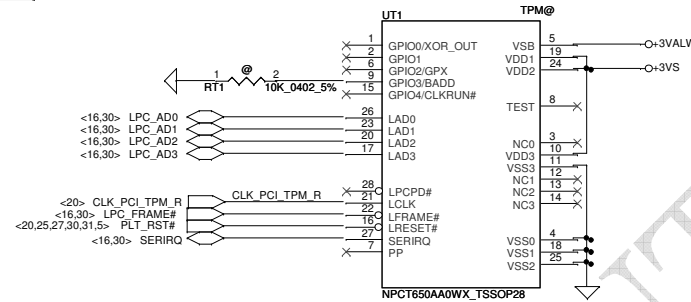 UT1 TPM@
1 GPIO0/XOR_OUT VSB 5 +3VALW
2 GPIO1 VDD1 19
6 GPIO2/GPX VDD2 24 +3VS
1 @ 2 9 GPIO3/BADD
RT1 10K_0402_5% 15 GPIO4/CLKRUN#
TEST 8
<16,30> LPC_AD0 26 LAD0
<16,30> LPC_AD1 23 LAD1
<16,30> LPC_AD2 20 LAD2 NC0 3
<16,30> LPC_AD3 17 LAD3 VDD3 10
VSS3 11
NC1 12
28 LPCPD# NC2 13
<20> CLK_PCI_TPM_R CLK_PCI_TPM_R 21 LCLK NC3 14
<16,30> LPC_FRAME# 22 LFRAME#
<20,25,27,30,31,5> PLT_RST# 16 LRESET#
<16,30> SERIRQ 27 SERIRQ VSS0 4
7 PP VSS1 18
VSS2 25
NPCT650AA0WX_TSSOP28